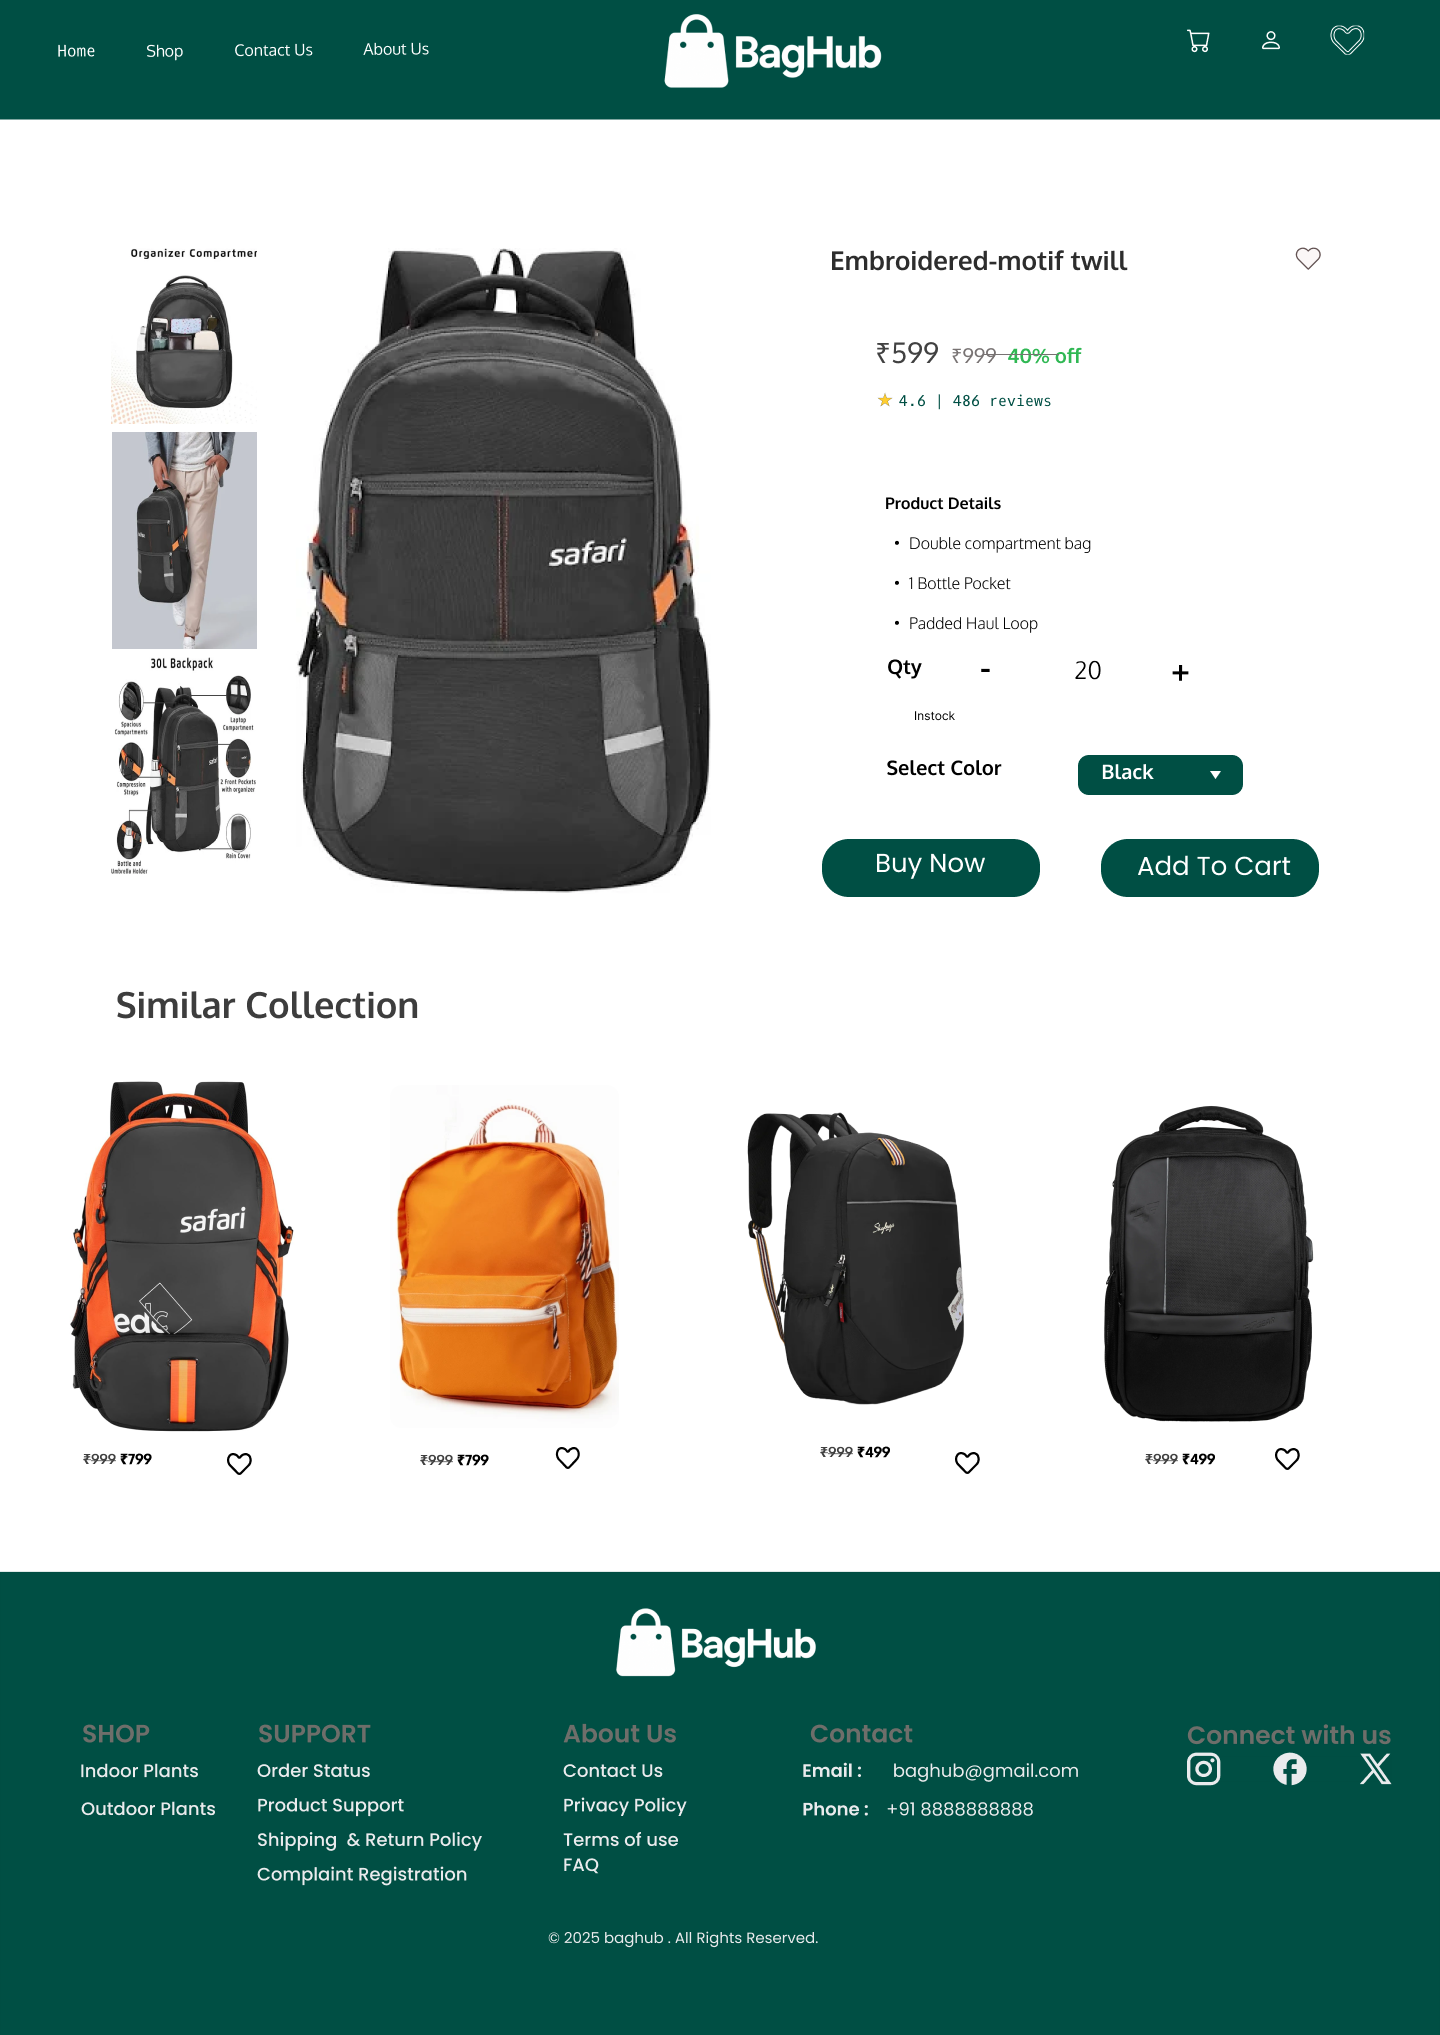 Home Shop Contact Us About Us BagHub
Organizer Compartmer
Embroidered-motif twill
₹599 ₹999 40% off
4.6 | 486 reviews
Product Details
• Double compartment bag
• 1 Bottle Pocket
• Padded Haul Loop
safari
30L Backpack
Spacious
Compartments
Laptop
Compartment
safari
Compression
Straps
2 Front Pockets
with organizer
Bottle and
Umbrella Holder
Rain Cover
Qty - 20 +
Instock
Select Color Black
Buy Now Add To Cart
Similar Collection
safari
edc
Skybags
₹999 ₹799
₹999 ₹799
₹999 ₹499
₹999 ₹499
BagHub
SHOP
Indoor Plants
Outdoor Plants
SUPPORT
Order Status
Product Support
Shipping & Return Policy
Complaint Registration
About Us
Contact Us
Privacy Policy
Terms of use
FAQ
Contact
Email : baghub@gmail.com
Phone : +91 8888888888
Connect with us
© 2025 baghub . All Rights Reserved.